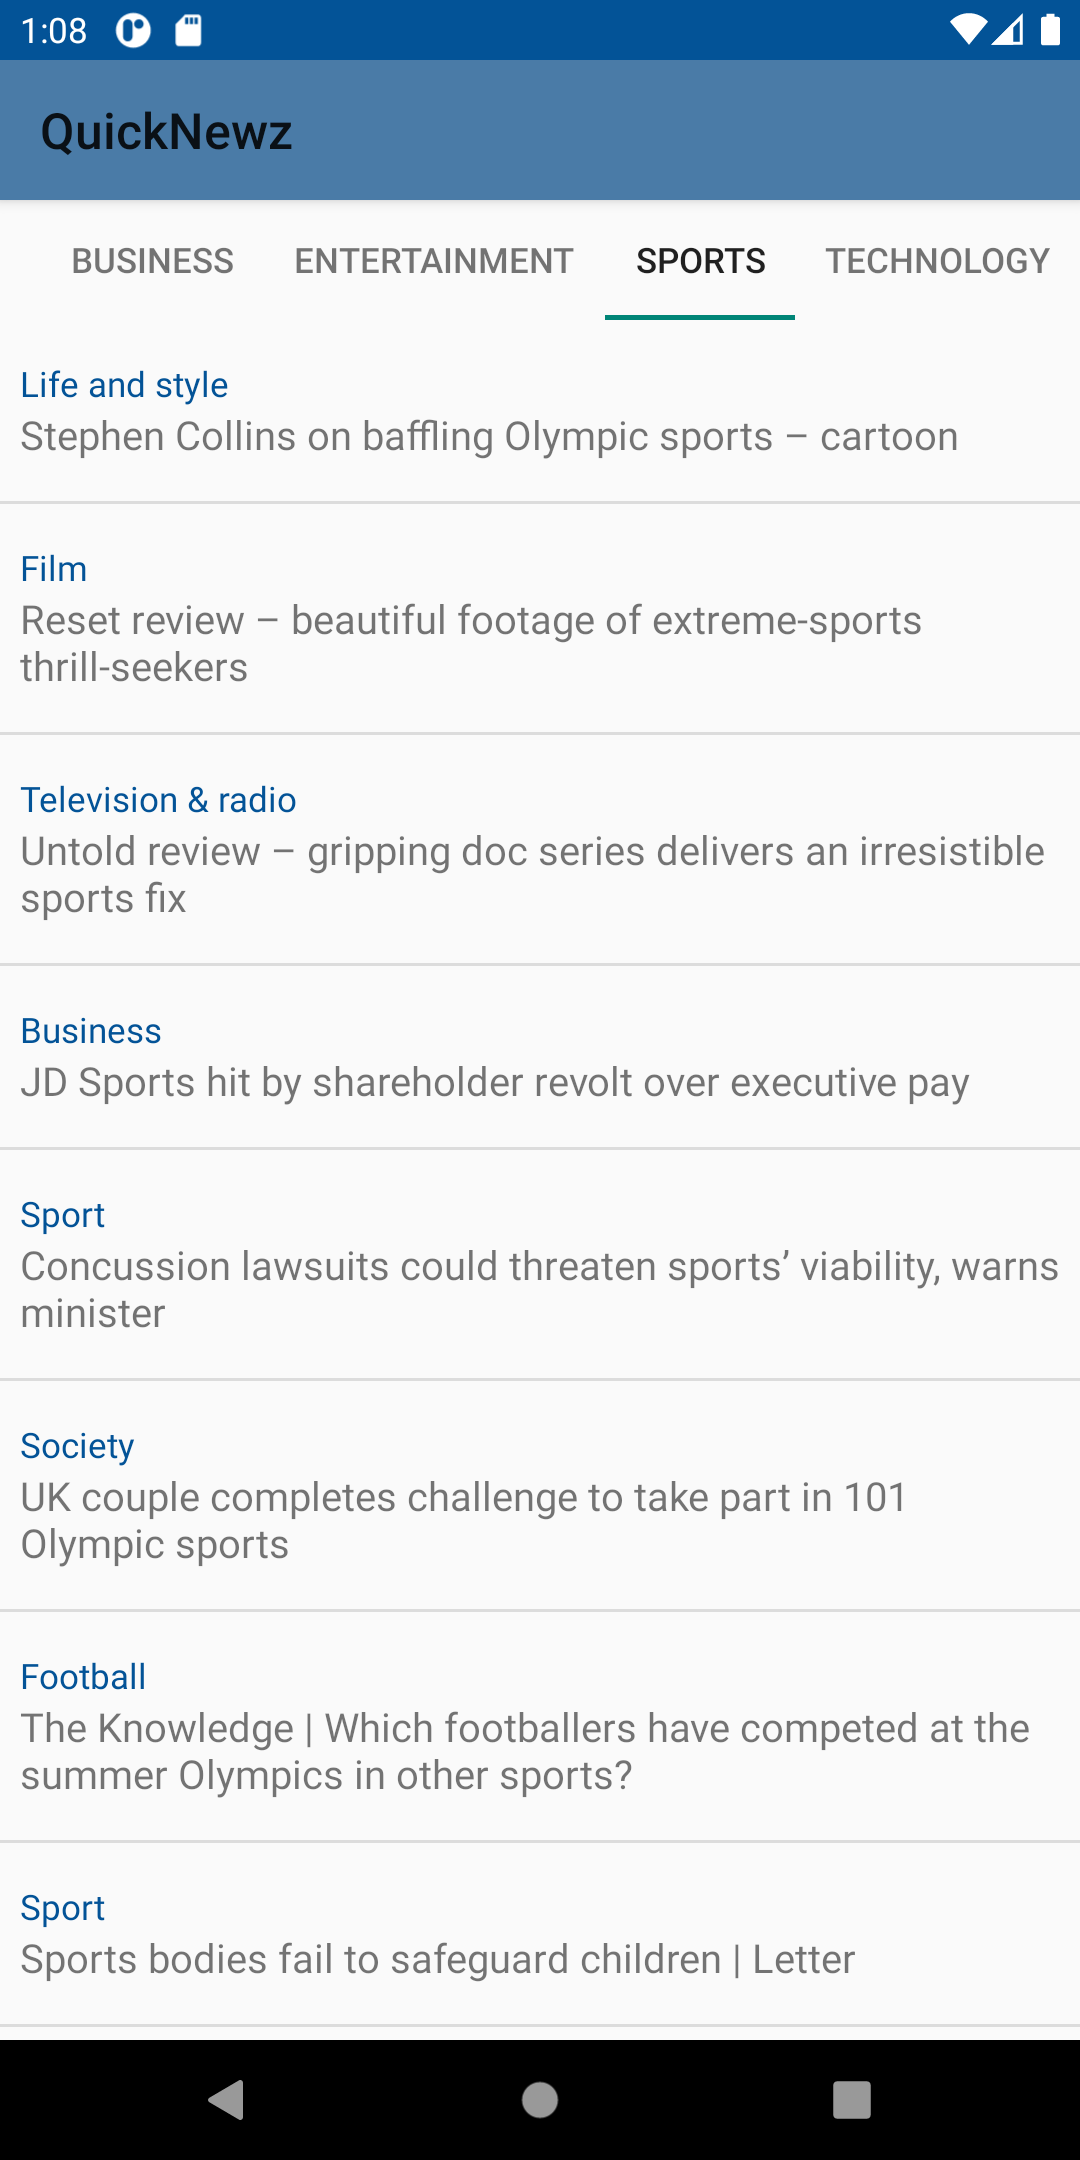 1:08
QuickNewz
BUSINESS ENTERTAINMENT SPORTS TECHNOLOGY
Life and style
Stephen Collins on baffling Olympic sports – cartoon
Film
Reset review – beautiful footage of extreme-sports
thrill-seekers
Television & radio
Untold review – gripping doc series delivers an irresistible
sports fix
Business
JD Sports hit by shareholder revolt over executive pay
Sport
Concussion lawsuits could threaten sports’ viability, warns
minister
Society
UK couple completes challenge to take part in 101
Olympic sports
Football
The Knowledge | Which footballers have competed at the
summer Olympics in other sports?
Sport
Sports bodies fail to safeguard children | Letter